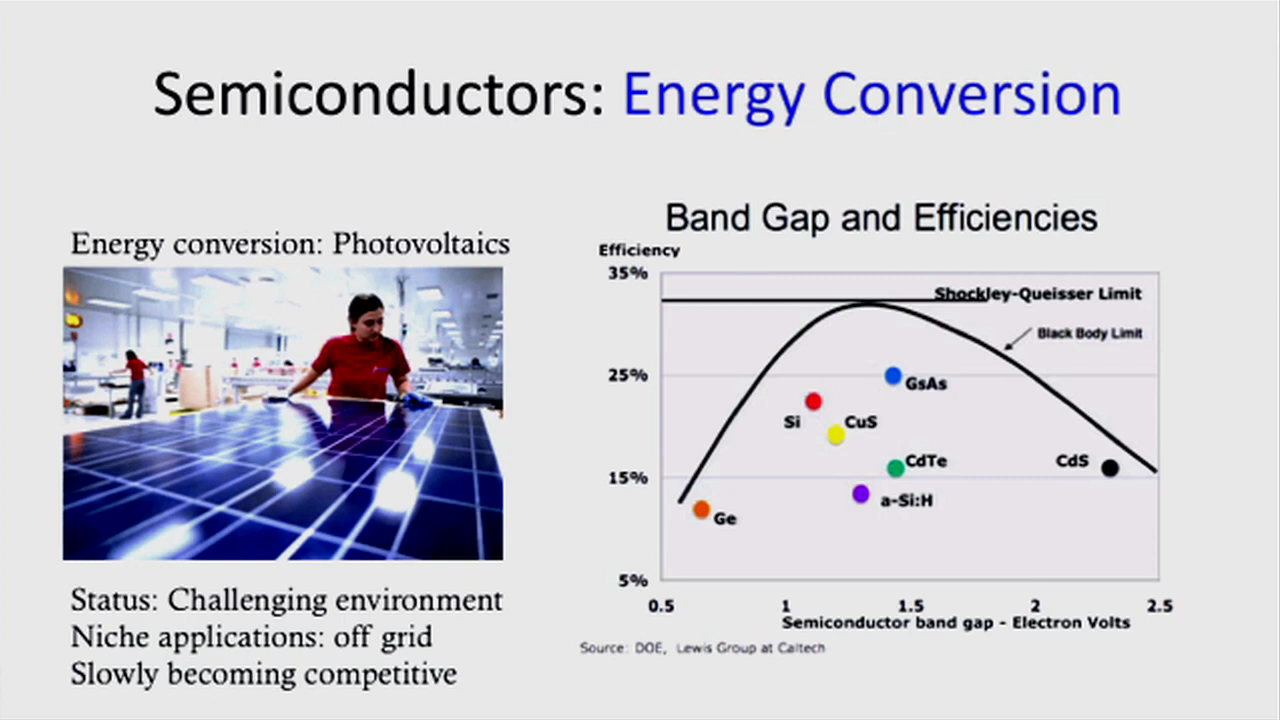 Semiconductors: Energy Conversion
Energy conversion: Photovoltaics
Status: Challenging environment
Niche applications: off grid
Slowly becoming competitive
Band Gap and Efficiencies
Efficiency
35%
Shockley-Queisser Limit
Black Body Limit
25%
GsAs
Si
CuS
CdTe
CdS
15%
a-Si:H
Ge
5%
0.5 1 1.5 2 2.5
Semiconductor band gap - Electron Volts
Source: DOE, Lewis Group at Caltech